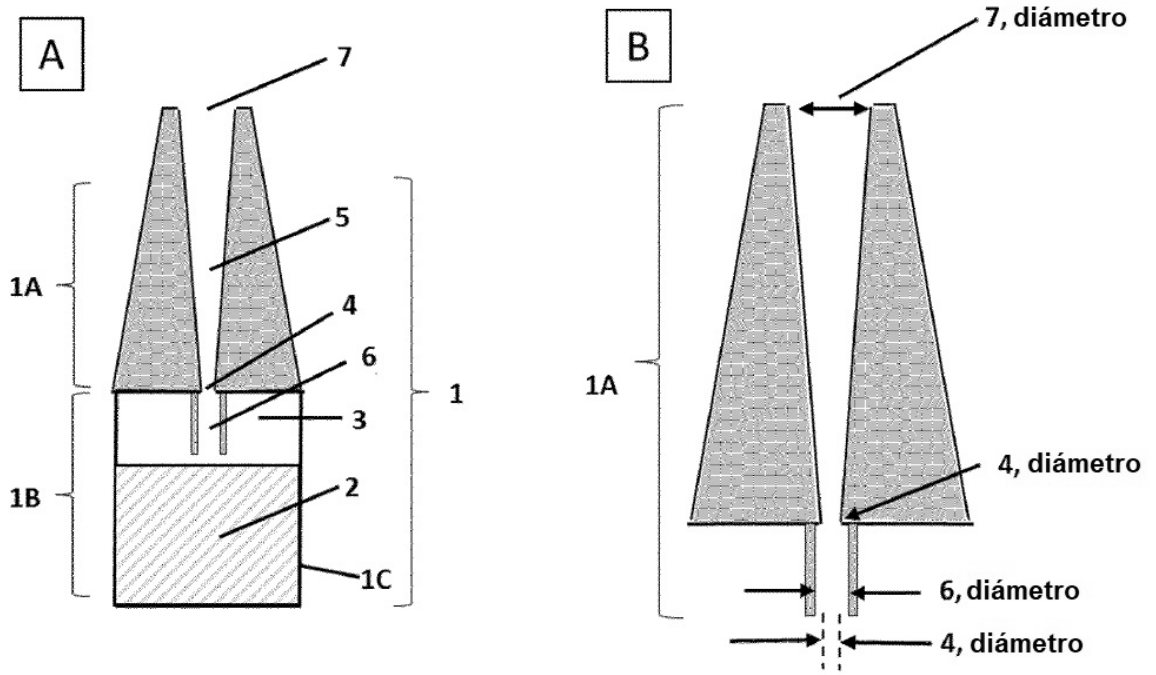 A
7
5
1A
4
6
1
3
1B
2
1C
B
7, diámetro
1A
4, diámetro
6, diámetro
4, diámetro